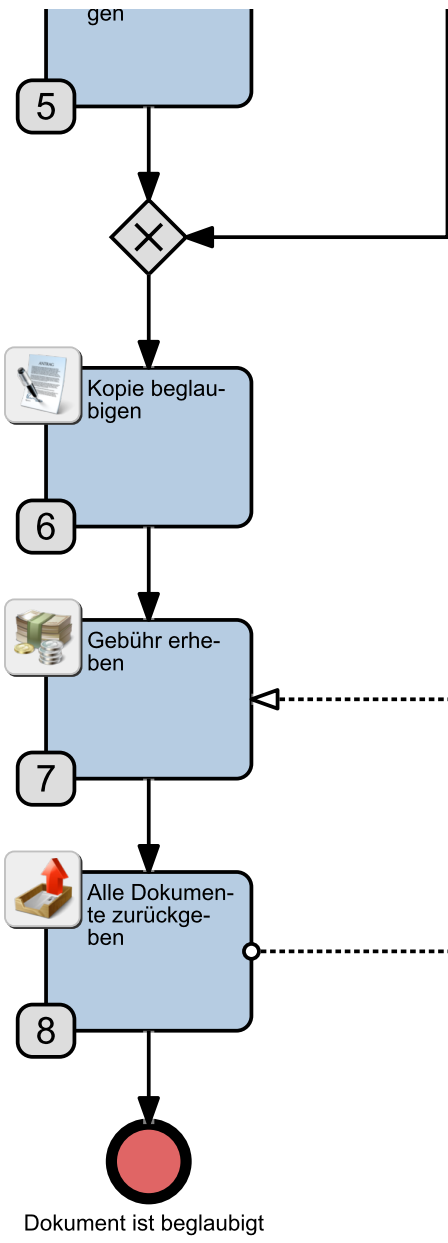 gen
5
Kopie beglau-
bigen
6
Gebühr erhe-
ben
7
Alle Dokumen-
te zurückge-
ben
8
Dokument ist beglaubigt